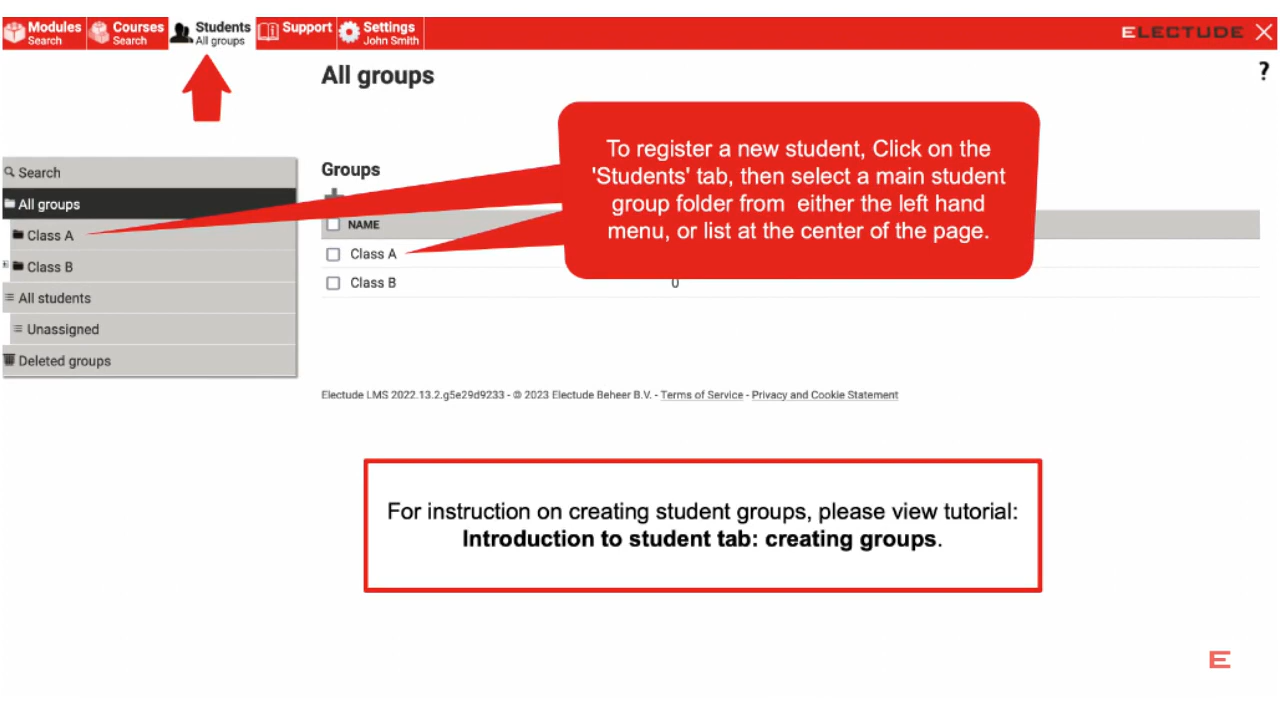 Modules
Search
Courses
Search
Students
All groups
Support
Settings
John Smith
ELECTUDE
All groups
?
To register a new student, Click on the
'Students' tab, then select a main student
group folder from either the left hand
menu, or list at the center of the page.
Search
All groups
Class A
Class B
All students
Unassigned
Deleted groups
Groups
NAME
Class A
Class B
0
Electude LMS 2022.13.2.g5e29d9233 - © 2023 Electude Beheer B.V. - Terms of Service - Privacy and Cookie Statement
For instruction on creating student groups, please view tutorial:
Introduction to student tab: creating groups.
E